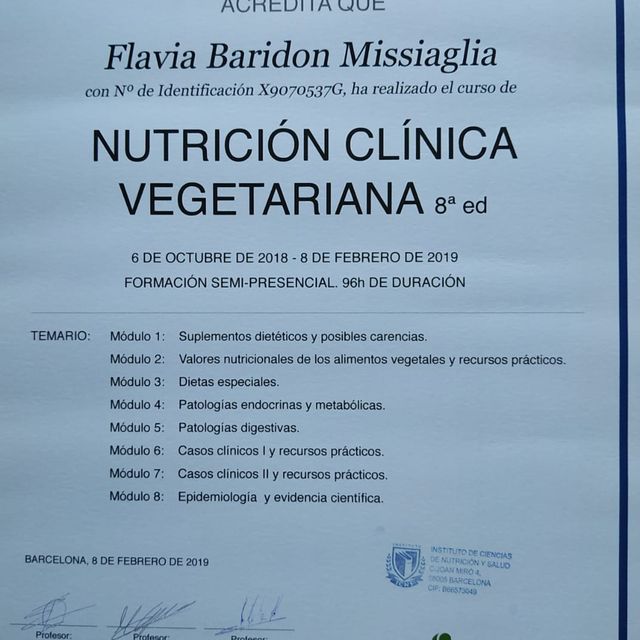 ACREDITA QUE
Flavia Baridon Missiaglia
con Nº de Identificación X9070537G, ha realizado el curso de
NUTRICIÓN CLÍNICA
VEGETARIANA 8ª ed
6 DE OCTUBRE DE 2018 - 8 DE FEBRERO DE 2019
FORMACIÓN SEMI-PRESENCIAL. 96h DE DURACIÓN
TEMARIO: Módulo 1: Suplementos dietéticos y posibles carencias.
Módulo 2: Valores nutricionales de los alimentos vegetales y recursos prácticos.
Módulo 3: Dietas especiales.
Módulo 4: Patologías endocrinas y metabólicas.
Módulo 5: Patologías digestivas.
Módulo 6: Casos clínicos I y recursos prácticos.
Módulo 7: Casos clínicos II y recursos prácticos.
Módulo 8: Epidemiología y evidencia científica.
BARCELONA, 8 DE FEBRERO DE 2019
INSTITUTO DE CIENCIAS
DE NUTRICIÓN Y SALUD
C/JOAN MIRÓ 4,
08005 BARCELONA
CIF: B66573049
Profesor: Profesor: Profesor: